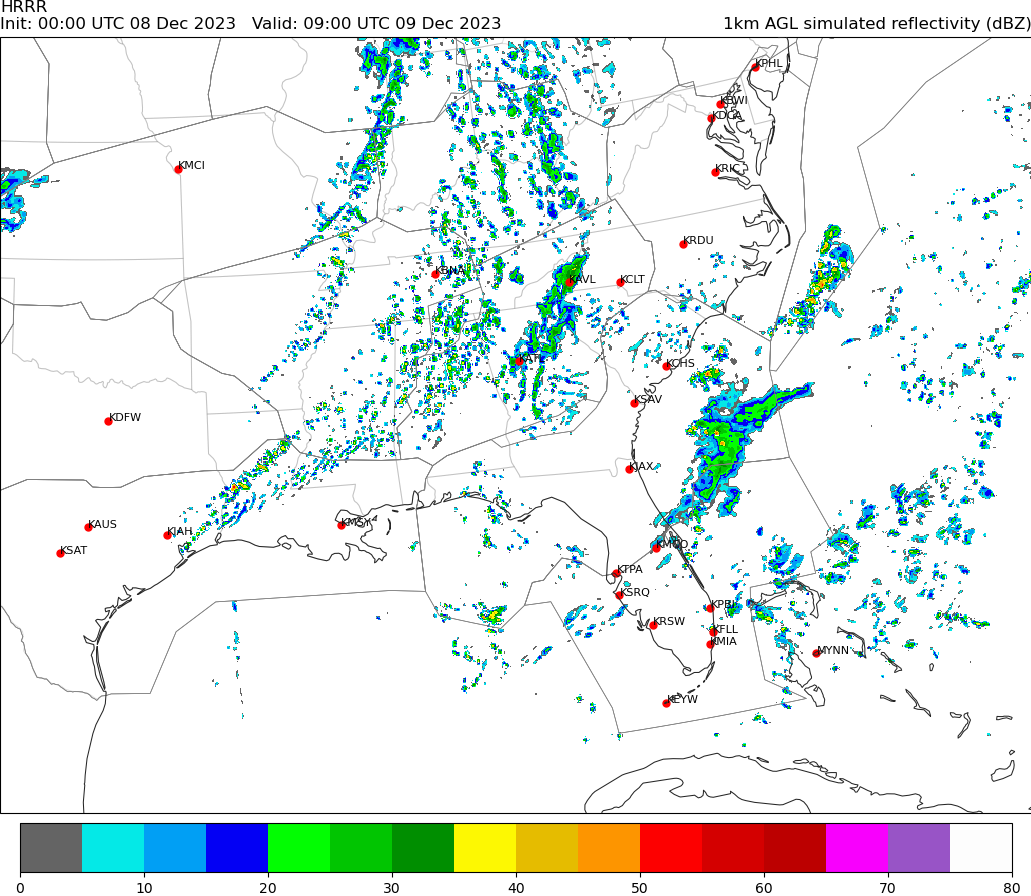 HRRR
Init: 00:00 UTC 08 Dec 2023   Valid: 09:00 UTC 09 Dec 2023   1km AGL simulated reflectivity (dBZ)
KPHL
KBWI
KDCA
KMCI
KRIC
KRDU
KBNA
KAVL
KCLT
KATL
KCHS
KSAV
KDFW
KJAX
KAUS
KMSY
KIAH
KMCO
KSAT
KTPA
KSRQ
KPBI
KRSW
KFLL
KMIA
MYNN
KEYW
0 10 20 30 40 50 60 70 80